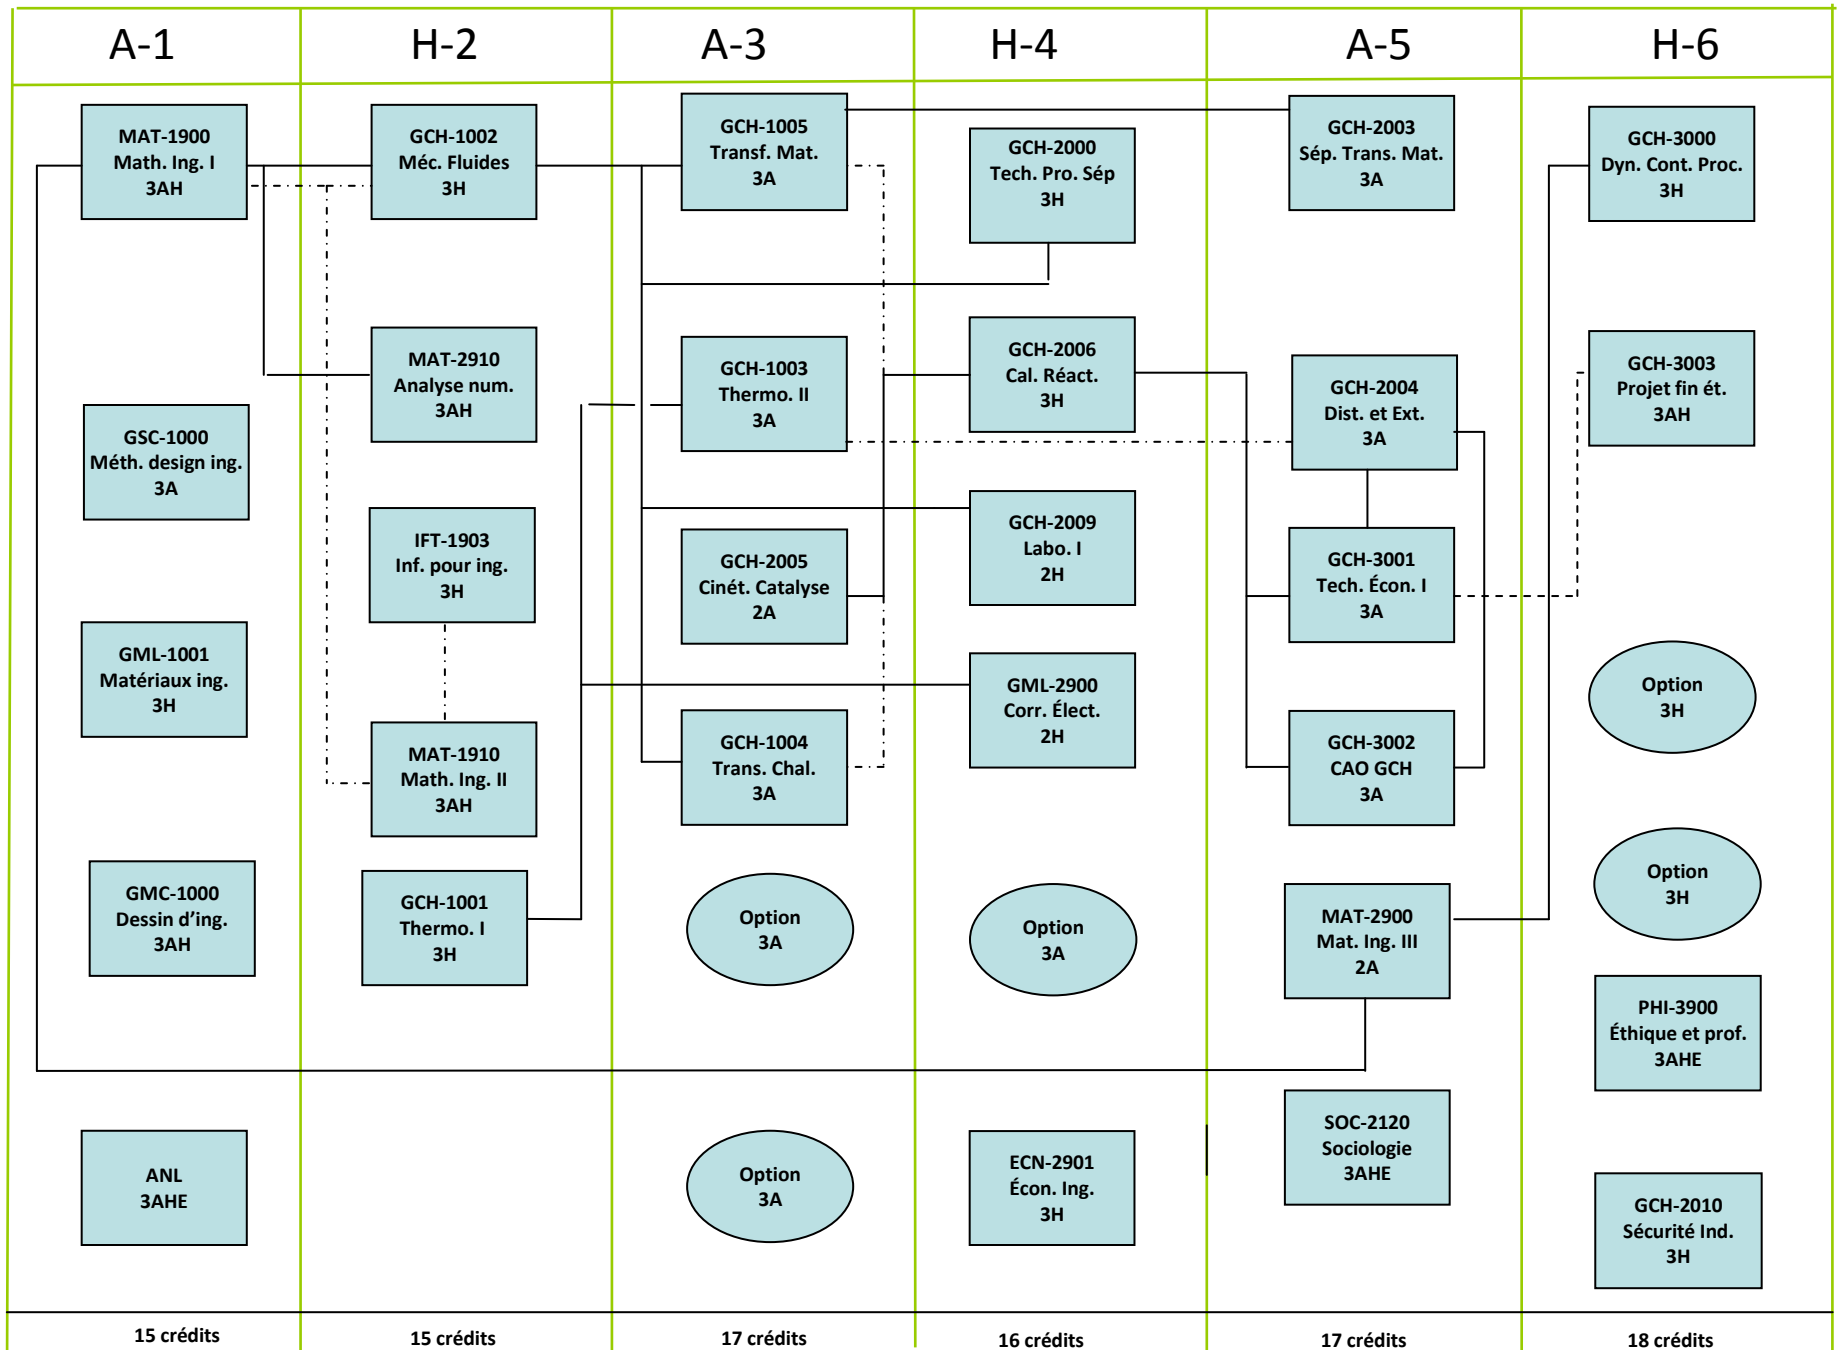 A-1
H-2
A-3
H-4
A-5
H-6
MAT-1900
Math. Ing. I
3AH
GSC-1000
Méth. design ing.
3A
GML-1001
Matériaux ing.
3H
GMC-1000
Dessin d’ing.
3AH
ANL
3AHE
GCH-1002
Méc. Fluides
3H
MAT-2910
Analyse num.
3AH
IFT-1903
Inf. pour ing.
3H
MAT-1910
Math. Ing. II
3AH
GCH-1001
Thermo. I
3H
GCH-1005
Transf. Mat.
3A
GCH-1003
Thermo. II
3A
GCH-2005
Cinét. Catalyse
2A
GCH-1004
Trans. Chal.
3A
Option
3A
Option
3A
GCH-2000
Tech. Pro. Sép
3H
GCH-2006
Cal. Réact.
3H
GCH-2009
Labo. I
2H
GML-2900
Corr. Élect.
2H
Option
3A
ECN-2901
Écon. Ing.
3H
GCH-2003
Sép. Trans. Mat.
3A
GCH-2004
Dist. et Ext.
3A
GCH-3001
Tech. Écon. I
3A
GCH-3002
CAO GCH
3A
MAT-2900
Mat. Ing. III
2A
SOC-2120
Sociologie
3AHE
GCH-3000
Dyn. Cont. Proc.
3H
GCH-3003
Projet fin ét.
3AH
Option
3H
Option
3H
PHI-3900
Éthique et prof.
3AHE
GCH-2010
Sécurité Ind.
3H
15 crédits
15 crédits
17 crédits
16 crédits
17 crédits
18 crédits